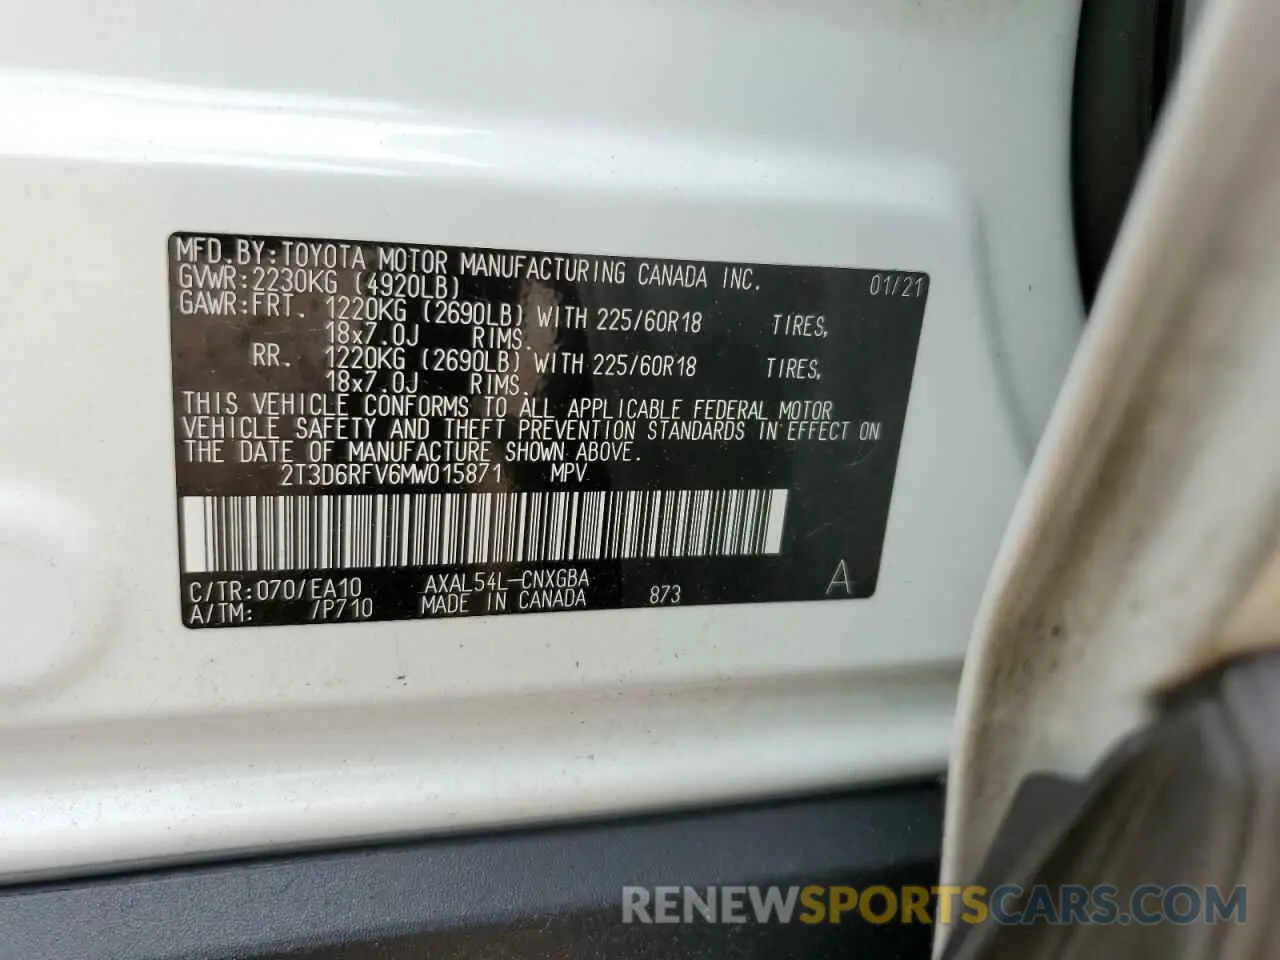 MFD.BY:TOYOTA MOTOR MANUFACTURING CANADA INC. 01/21
GVWR:2230KG (4920LB)
GAWR:FRT. 1220KG (2690LB) WITH 225/60R18 TIRES,
18x7.0J RIMS.
RR. 1220KG (2690LB) WITH 225/60R18 TIRES,
18x7.0J RIMS.
THIS VEHICLE CONFORMS TO ALL APPLICABLE FEDERAL MOTOR
VEHICLE SAFETY AND THEFT PREVENTION STANDARDS IN EFFECT ON
THE DATE OF MANUFACTURE SHOWN ABOVE.
2T3D6RFV6MW015871 MPV
C/TR:070/EA10 AXAL54L-CNXGBA
A/TM: /P710 MADE IN CANADA 873 A
RENEWSPORTSCARS.COM